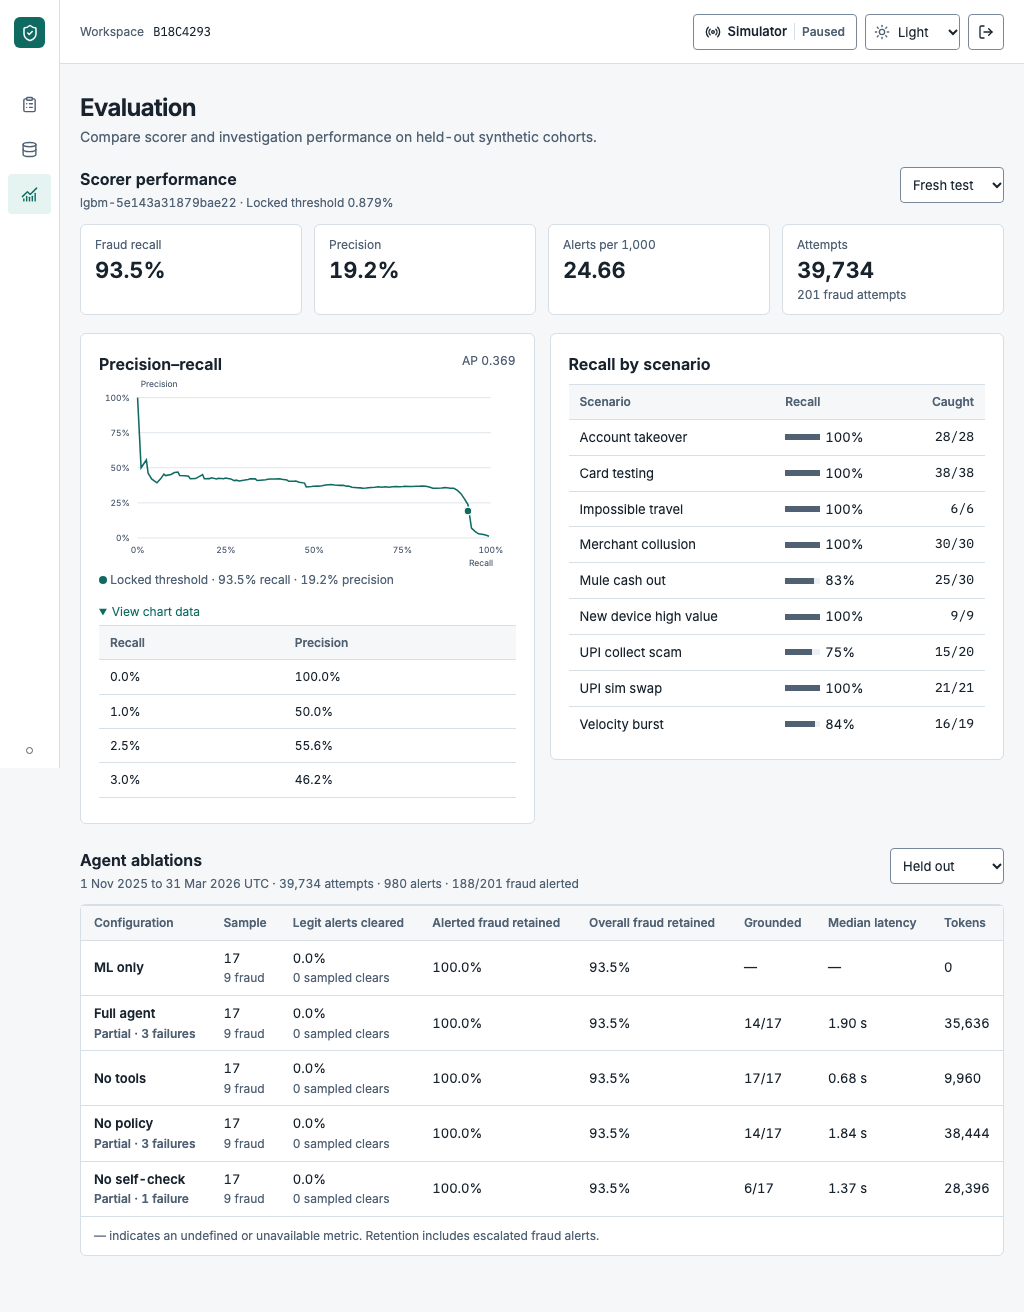 Workspace B18C4293
Simulator Paused
Light
Evaluation
Compare scorer and investigation performance on held-out synthetic cohorts.
Scorer performance
Fresh test
lgbm-5e143a31879bae22 · Locked threshold 0.879%
Fraud recall
93.5%
Precision
19.2%
Alerts per 1,000
24.66
Attempts
39,734
201 fraud attempts
Precision–recall
AP 0.369
Precision
100%
75%
50%
25%
0%
0% 25% 50% 75% 100%
Recall
Locked threshold · 93.5% recall · 19.2% precision
View chart data
Recall Precision
0.0% 100.0%
1.0% 50.0%
2.5% 55.6%
3.0% 46.2%
Recall by scenario
Scenario Recall Caught
Account takeover 100% 28/28
Card testing 100% 38/38
Impossible travel 100% 6/6
Merchant collusion 100% 30/30
Mule cash out 83% 25/30
New device high value 100% 9/9
UPI collect scam 75% 15/20
UPI sim swap 100% 21/21
Velocity burst 84% 16/19
Agent ablations
Held out
1 Nov 2025 to 31 Mar 2026 UTC · 39,734 attempts · 980 alerts · 188/201 fraud alerted
Configuration Sample Legit alerts cleared Alerted fraud retained Overall fraud retained Grounded Median latency Tokens
ML only 17 9 fraud 0.0% 0 sampled clears 100.0% 93.5% — — 0
Full agent Partial · 3 failures 17 9 fraud 0.0% 0 sampled clears 100.0% 93.5% 14/17 1.90 s 35,636
No tools 17 9 fraud 0.0% 0 sampled clears 100.0% 93.5% 17/17 0.68 s 9,960
No policy Partial · 3 failures 17 9 fraud 0.0% 0 sampled clears 100.0% 93.5% 14/17 1.84 s 38,444
No self-check Partial · 1 failure 17 9 fraud 0.0% 0 sampled clears 100.0% 93.5% 6/17 1.37 s 28,396
— indicates an undefined or unavailable metric. Retention includes escalated fraud alerts.